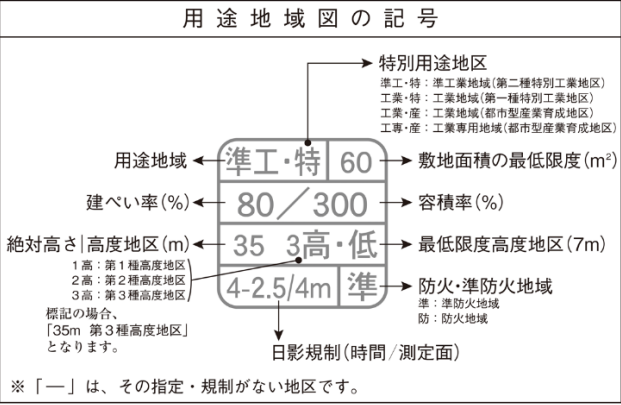 用途地域図の記号
特別用途地区
準工・特：準工業地域(第二種特別工業地区)
工業・特：工業地域(第一種特別工業地区)
工業・産：工業地域(都市型産業育成地区)
工専・産：工業専用地域(都市型産業育成地区)
用途地域 準工・特 60 敷地面積の最低限度(m²)
建ぺい率(%) 80／300 容積率(%)
絶対高さ|高度地区(m) 35 3高・低 最低限度高度地区(7m)
1高：第1種高度地区
2高：第2種高度地区
3高：第3種高度地区
標記の場合、
「35m 第3種高度地区」
となります。
4-2.5/4m 準 防火・準防火地域
準：準防火地域
防：防火地域
日影規制(時間/測定面)
※「―」は、その指定・規制がない地区です。